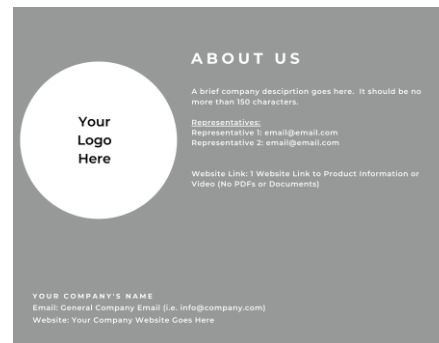 ABOUT US
A brief company desciprtion goes here. It should be no
more than 150 characters.
Representatives:
Representative 1: email@email.com
Representative 2: email@email.com
Website Link: 1 Website Link to Product Information or
Video (No PDFs or Documents)
Your
Logo
Here
YOUR COMPANY'S NAME
Email: General Company Email (i.e. info@company.com)
Website: Your Company Website Goes Here